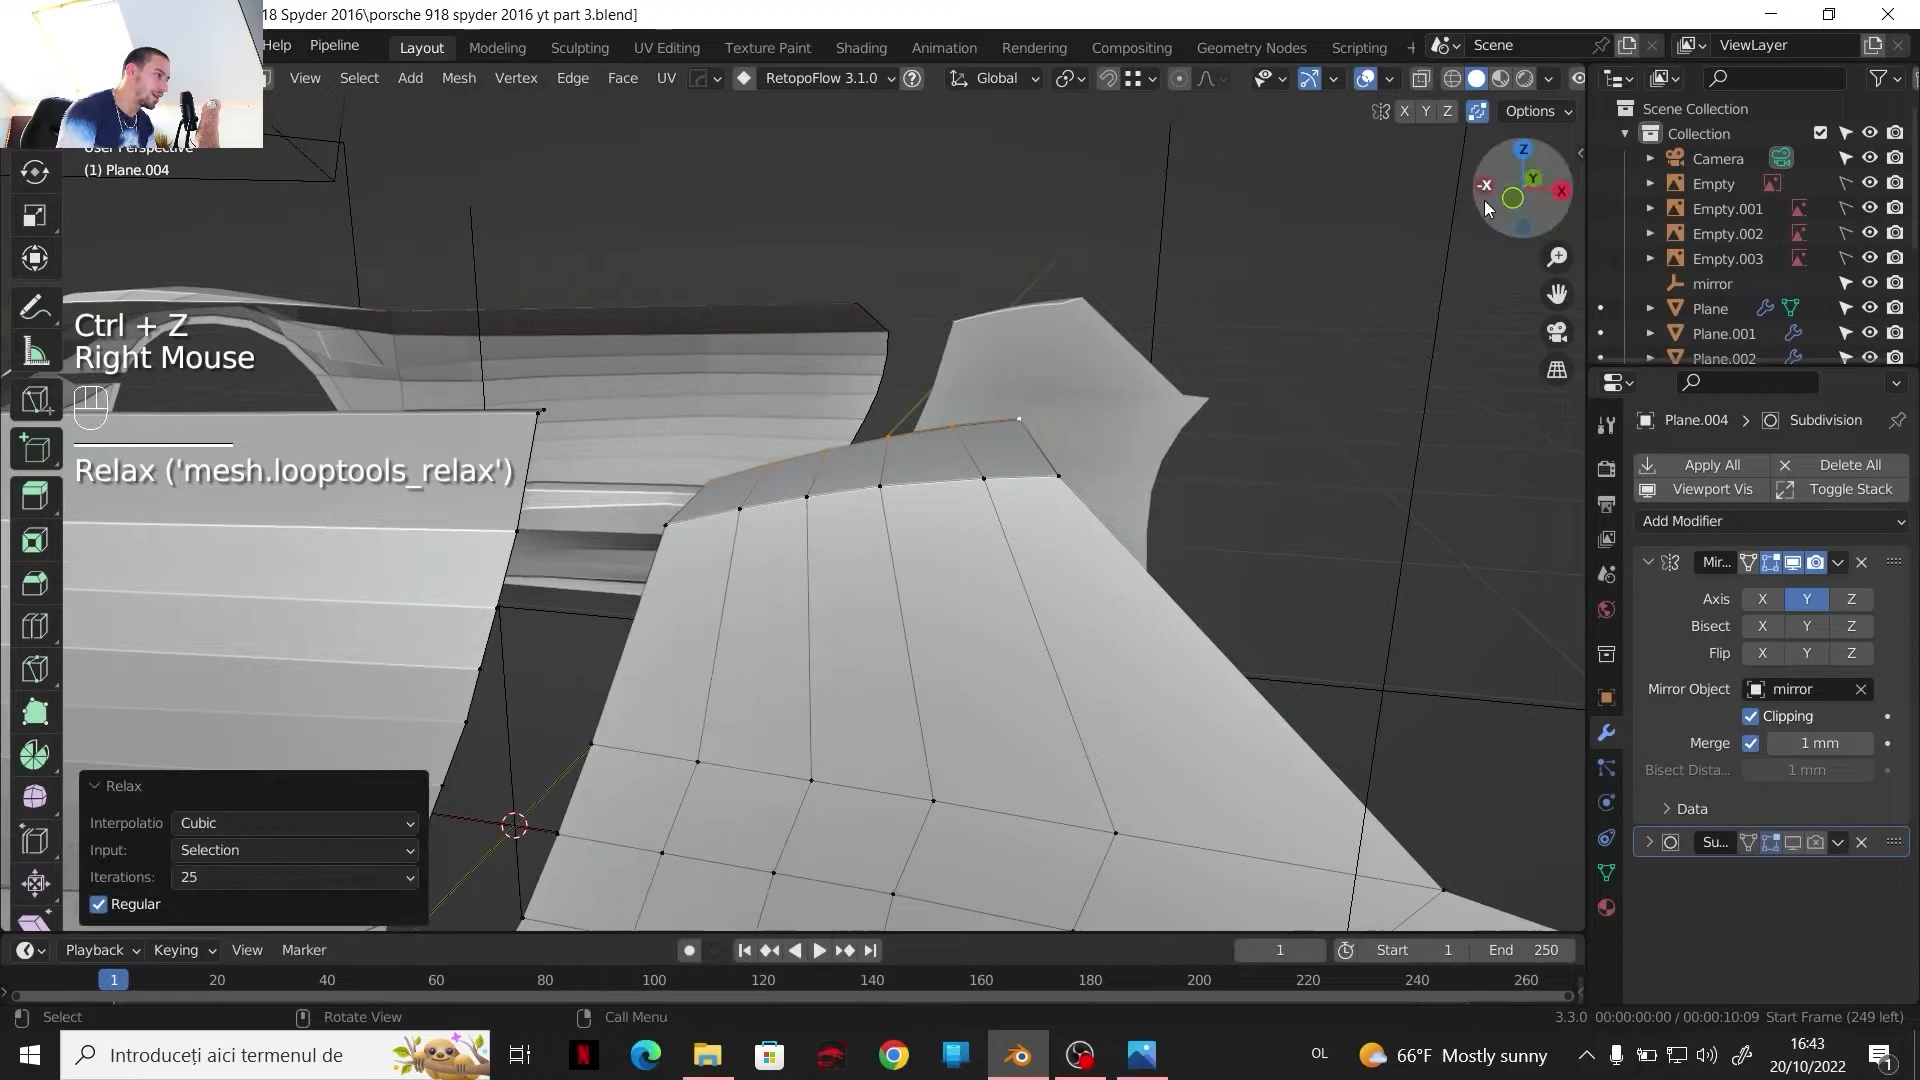 18 Spyder 2016\porsche 918 spyder 2016 yt part 3.blend]
Help Pipeline Layout Modeling Sculpting UV Editing Texture Paint Shading Animation Rendering Compositing Geometry Nodes Scripting + Scene ViewLayer
View Select Add Mesh Vertex Edge Face UV RetopoFlow 3.1.0 Global
X Y Z Options
Scene Collection
Collection
User Perspective
(1) Plane.004
Z
Y
-X
X
Camera
Empty
Empty.001
Empty.002
Empty.003
mirror
Plane
Plane.001
Plane.002
Ctrl + Z
Right Mouse
Relax ('mesh.looptools_relax')
Plane.004 > Subdivision
Apply All Delete All
Viewport Vis Toggle Stack
Add Modifier
Mir...
Axis X Y Z
Bisect X Y Z
Flip X Y Z
Mirror Object mirror
Clipping
Merge 1 mm
Bisect Dista... 1 mm
Data
Su...
Relax
Interpolatio Cubic
Input: Selection
Iterations: 25
Regular
Playback Keying View Marker 1 Start 1 End 250
1 20 40 60 80 100 120 140 160 180 200 220 240 260
Select Rotate View Call Menu 3.3.0 00:00:00:00 / 00:00:10:09 Start Frame (249 left)
Introduceți aici termenul de OL 66°F Mostly sunny 16:43
20/10/2022
1